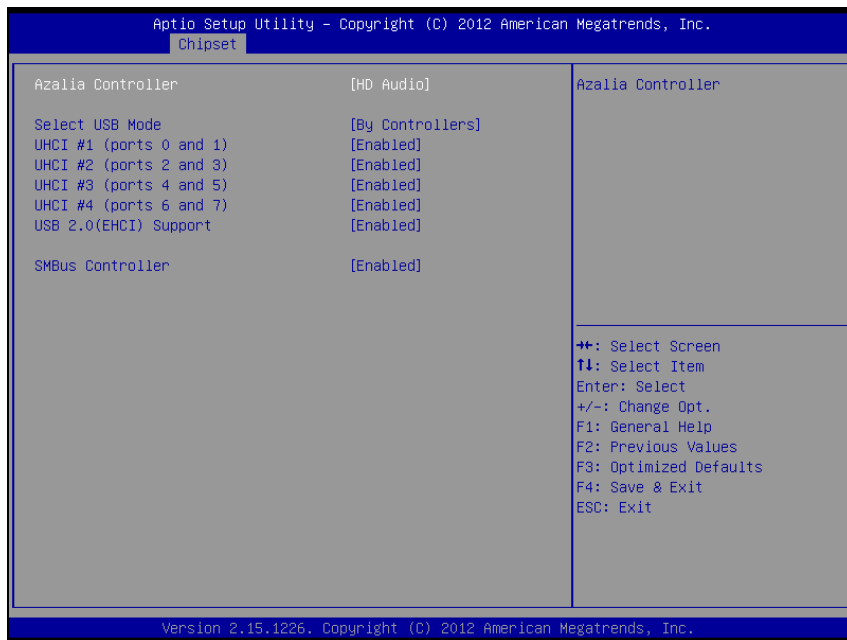 Aptio Setup Utility – Copyright (C) 2012 American Megatrends, Inc.
Chipset
Azalia Controller [HD Audio]
Select USB Mode [By Controllers]
UHCI #1 (ports 0 and 1) [Enabled]
UHCI #2 (ports 2 and 3) [Enabled]
UHCI #3 (ports 4 and 5) [Enabled]
UHCI #4 (ports 6 and 7) [Enabled]
USB 2.0(EHCI) Support [Enabled]
SMBus Controller [Enabled]
Azalia Controller
→←: Select Screen
↑↓: Select Item
Enter: Select
+/-: Change Opt.
F1: General Help
F2: Previous Values
F3: Optimized Defaults
F4: Save & Exit
ESC: Exit
Version 2.15.1226. Copyright (C) 2012 American Megatrends, Inc.